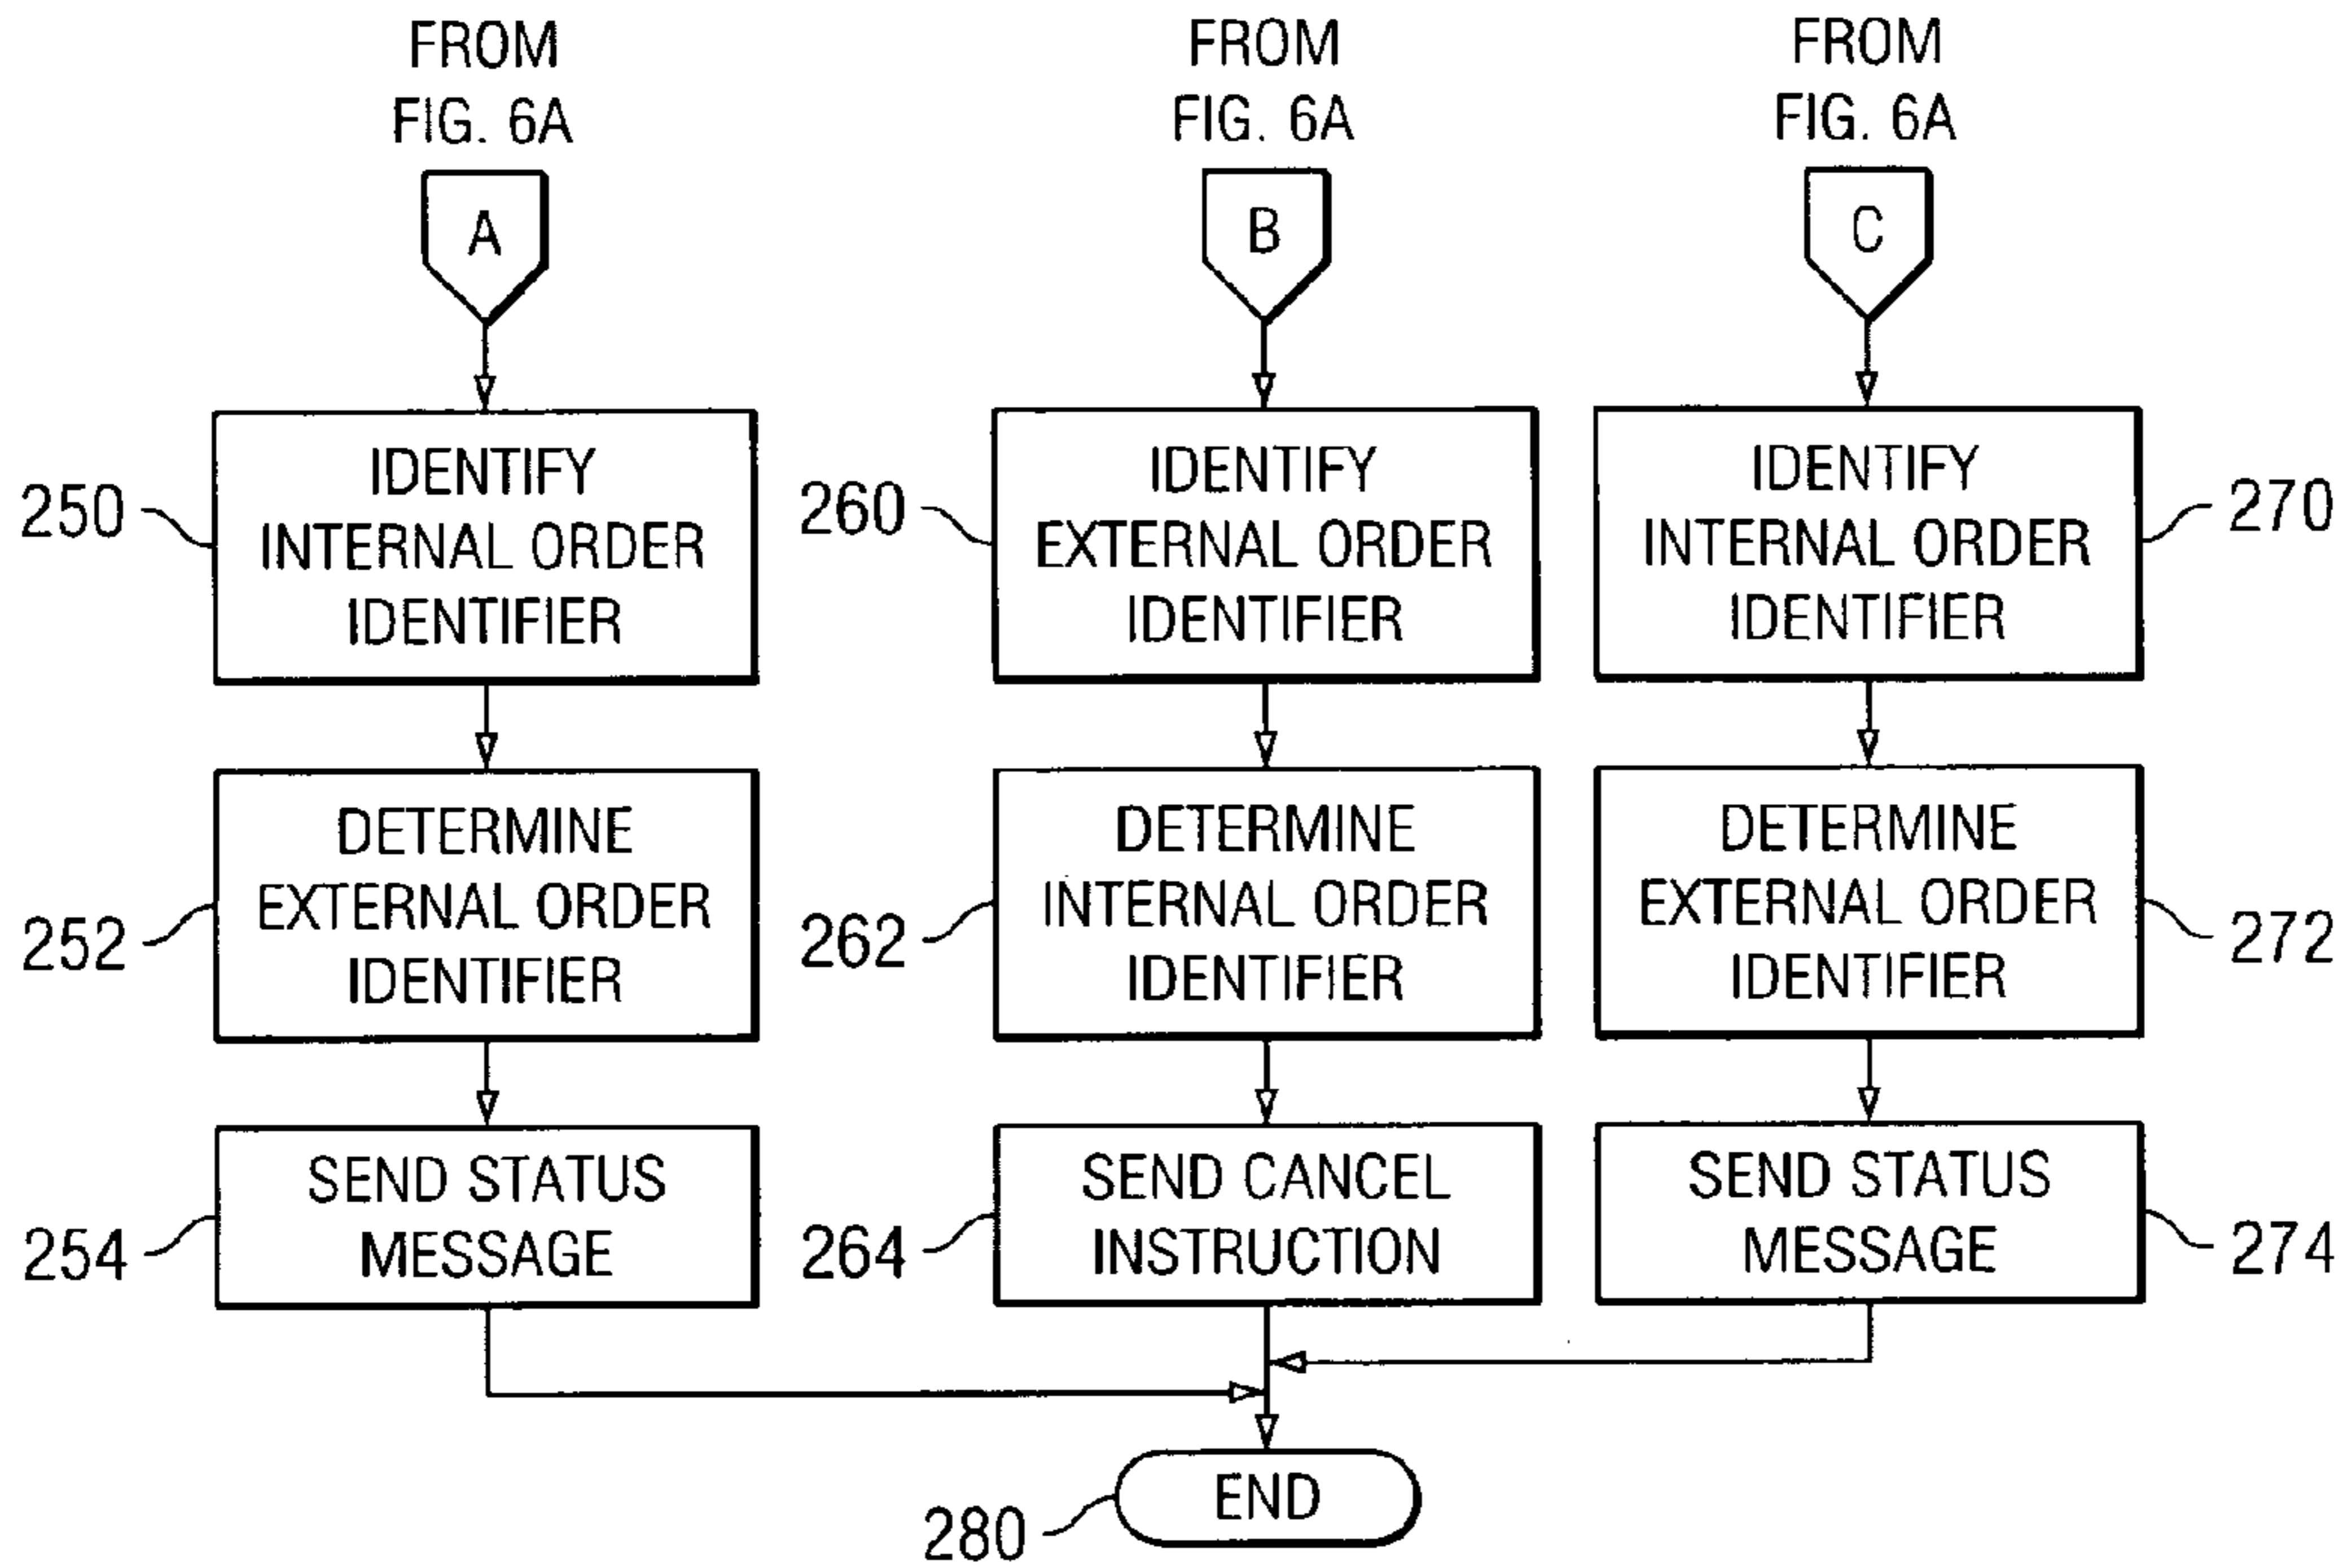 FROM
FIG. 6A
A
250
IDENTIFY
INTERNAL ORDER
IDENTIFIER
252
DETERMINE
EXTERNAL ORDER
IDENTIFIER
254
SEND STATUS
MESSAGE
FROM
FIG. 6A
B
260
IDENTIFY
EXTERNAL ORDER
IDENTIFIER
262
DETERMINE
INTERNAL ORDER
IDENTIFIER
264
SEND CANCEL
INSTRUCTION
FROM
FIG. 6A
C
IDENTIFY
INTERNAL ORDER
IDENTIFIER
270
DETERMINE
EXTERNAL ORDER
IDENTIFIER
272
SEND STATUS
MESSAGE
274
END
280